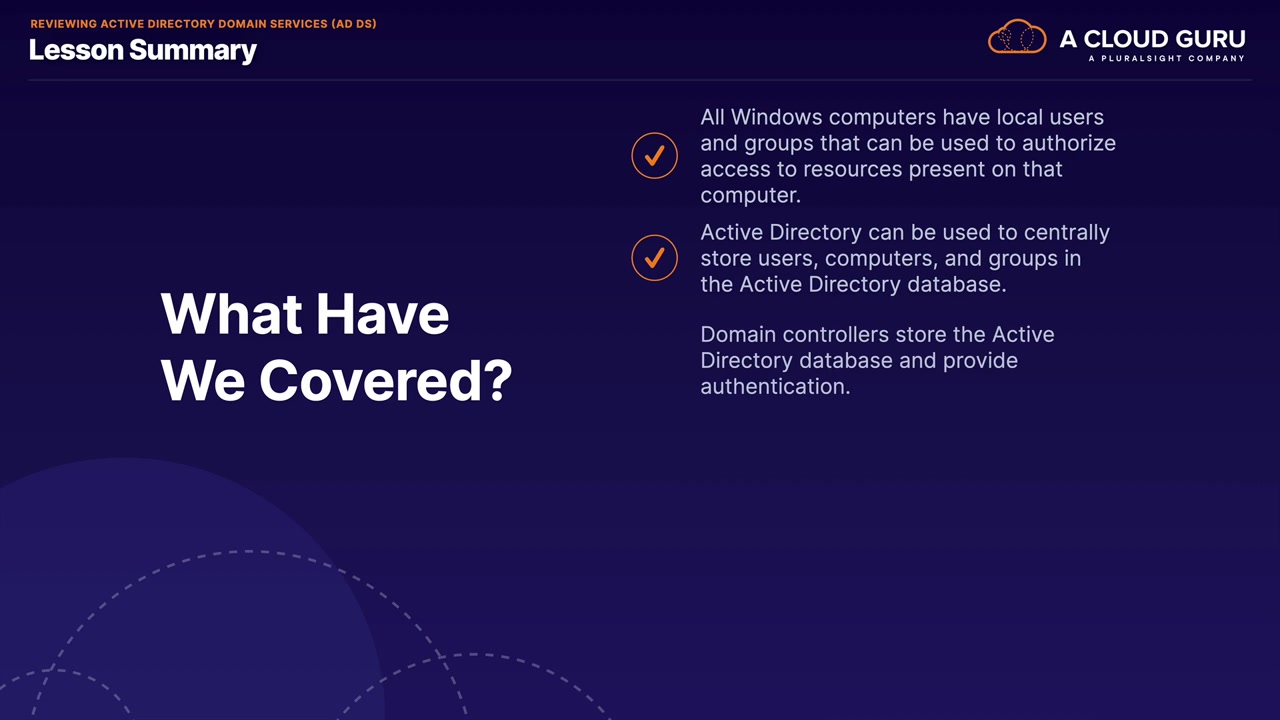 REVIEWING ACTIVE DIRECTORY DOMAIN SERVICES (AD DS)
Lesson Summary
A CLOUD GURU
A PLURALSIGHT COMPANY
What Have
We Covered?
All Windows computers have local users
and groups that can be used to authorize
access to resources present on that
computer.
Active Directory can be used to centrally
store users, computers, and groups in
the Active Directory database.
Domain controllers store the Active
Directory database and provide
authentication.